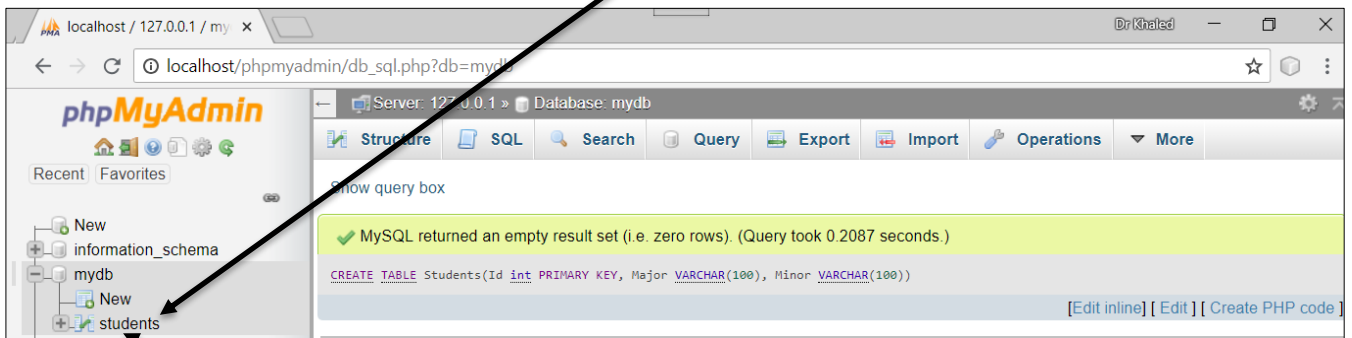 localhost / 127.0.0.1 / my
Dr Khaled
localhost/phpmyadmin/db_sql.php?db=mydb
phpMyAdmin
Server: 127.0.0.1 » Database: mydb
Structure SQL Search Query Export Import Operations More
Recent Favorites
Show query box
New
information_schema
mydb
New
students
MySQL returned an empty result set (i.e. zero rows). (Query took 0.2087 seconds.)
CREATE TABLE Students(Id int PRIMARY KEY, Major VARCHAR(100), Minor VARCHAR(100))
[Edit inline] [ Edit ] [ Create PHP code ]